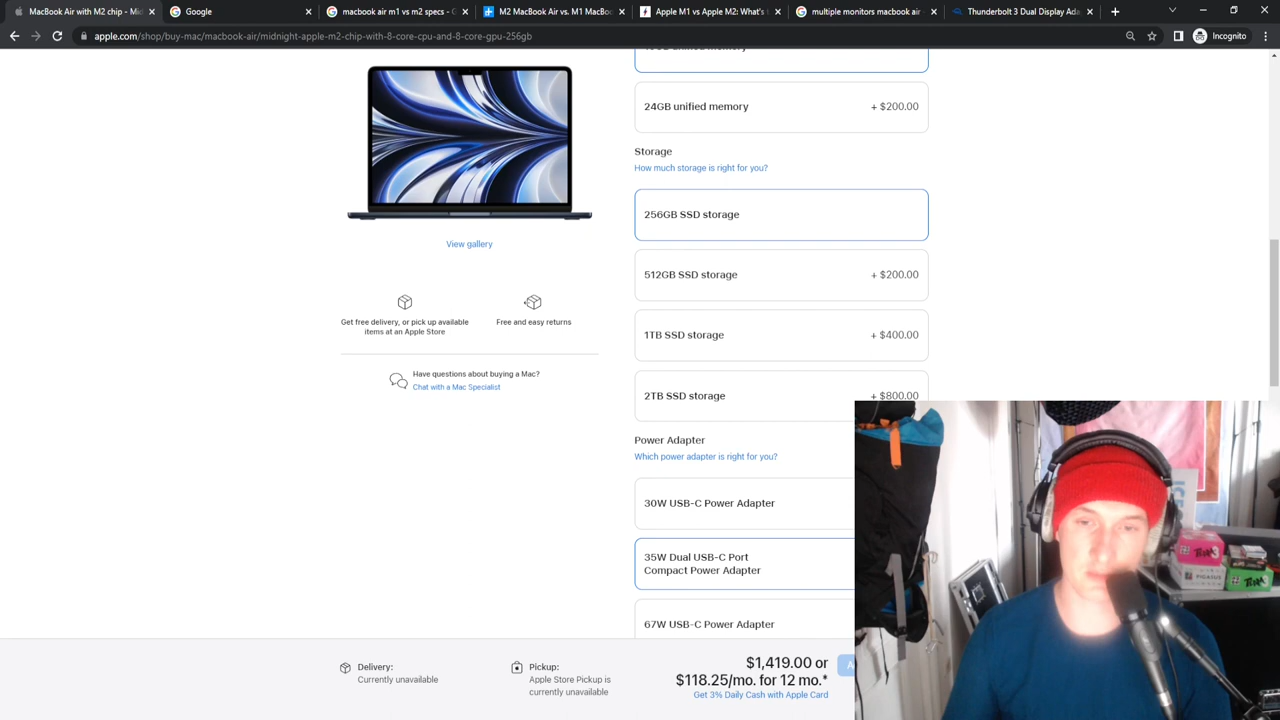 MacBook Air with M2 chip - Mid
Google
macbook air m1 vs m2 specs - G
MacBook Air M1 vs M1 Macbo
Apple M1 vs Apple M2: What's t
multiple monitors macbook air
Thunderbolt 3 Dual Display Ada
apple.com/shop/buy-mac/macbook-air/midnight-apple-m2-chip-with-8-core-cpu-and-8-core-gpu-256gb
Incognito
24GB unified memory
+ $200.00
Storage
How much storage is right for you?
256GB SSD storage
View gallery
512GB SSD storage
+ $200.00
Get free delivery, or pick up available
items at an Apple Store
Free and easy returns
1TB SSD storage
+ $400.00
Have questions about buying a Mac?
Chat with a Mac Specialist
2TB SSD storage
+ $800.00
Power Adapter
Which power adapter is right for you?
30W USB-C Power Adapter
35W Dual USB-C Port
Compact Power Adapter
67W USB-C Power Adapter
Delivery:
Currently unavailable
Pickup:
Apple Store Pickup is
currently unavailable
$1,419.00 or
$118.25/mo. for 12 mo.*
Get 3% Daily Cash with Apple Card